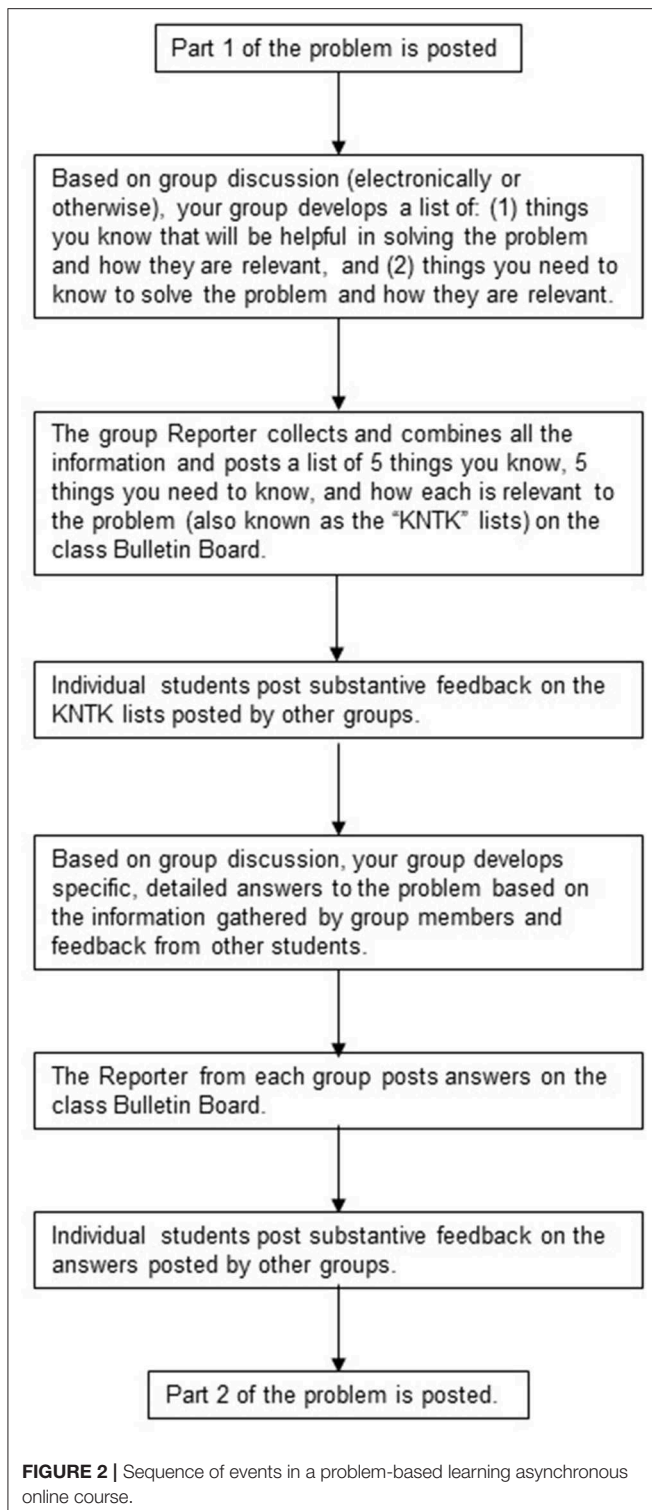 Part 1 of the problem is posted
Based on group discussion (electronically or
otherwise), your group develops a list of: (1) things
you know that will be helpful in solving the problem
and how they are relevant, and (2) things you need to
know to solve the problem and how they are relevant.
The group Reporter collects and combines all the
information and posts a list of 5 things you know, 5
things you need to know, and how each is relevant to
the problem (also known as the “KNTK” lists) on the
class Bulletin Board.
Individual students post substantive feedback on the
KNTK lists posted by other groups.
Based on group discussion, your group develops
specific, detailed answers to the problem based on
the information gathered by group members and
feedback from other students.
The Reporter from each group posts answers on the
class Bulletin Board.
Individual students post substantive feedback on the
answers posted by other groups.
Part 2 of the problem is posted.
FIGURE 2 | Sequence of events in a problem-based learning asynchronous
online course.